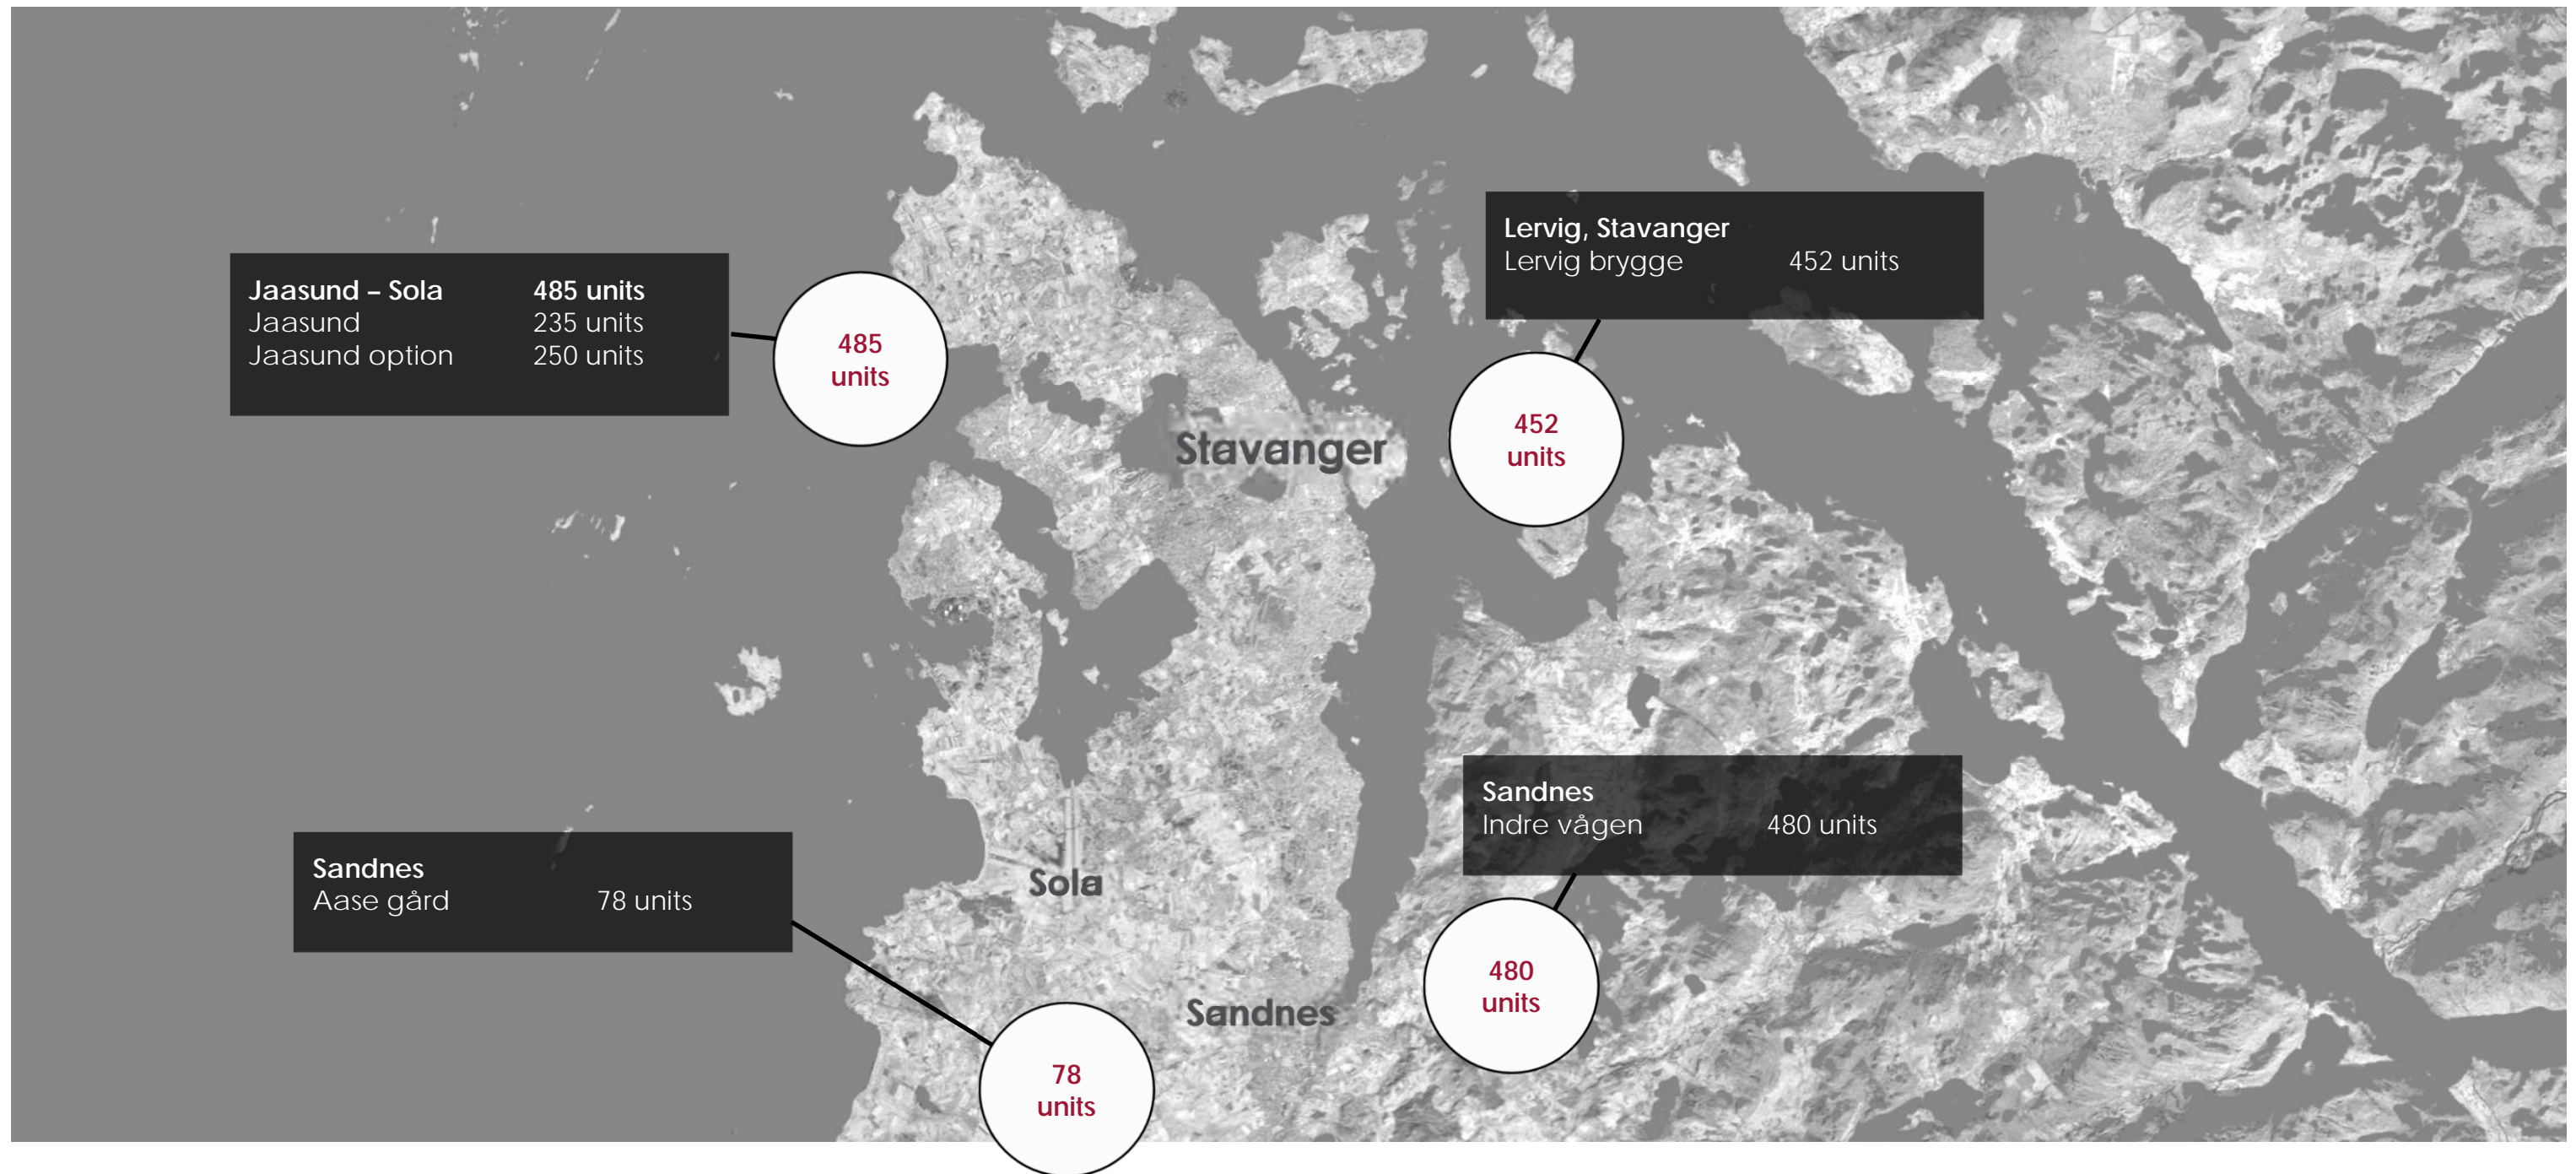 Lervig, Stavanger
Lervig brygge 452 units
Jaasund – Sola 485 units
Jaasund 235 units
Jaasund option 250 units
485
units
452
units
Stavanger
Sandnes
Indre vågen 480 units
Sandnes
Aase gård 78 units
Sola
480
units
Sandnes
78
units